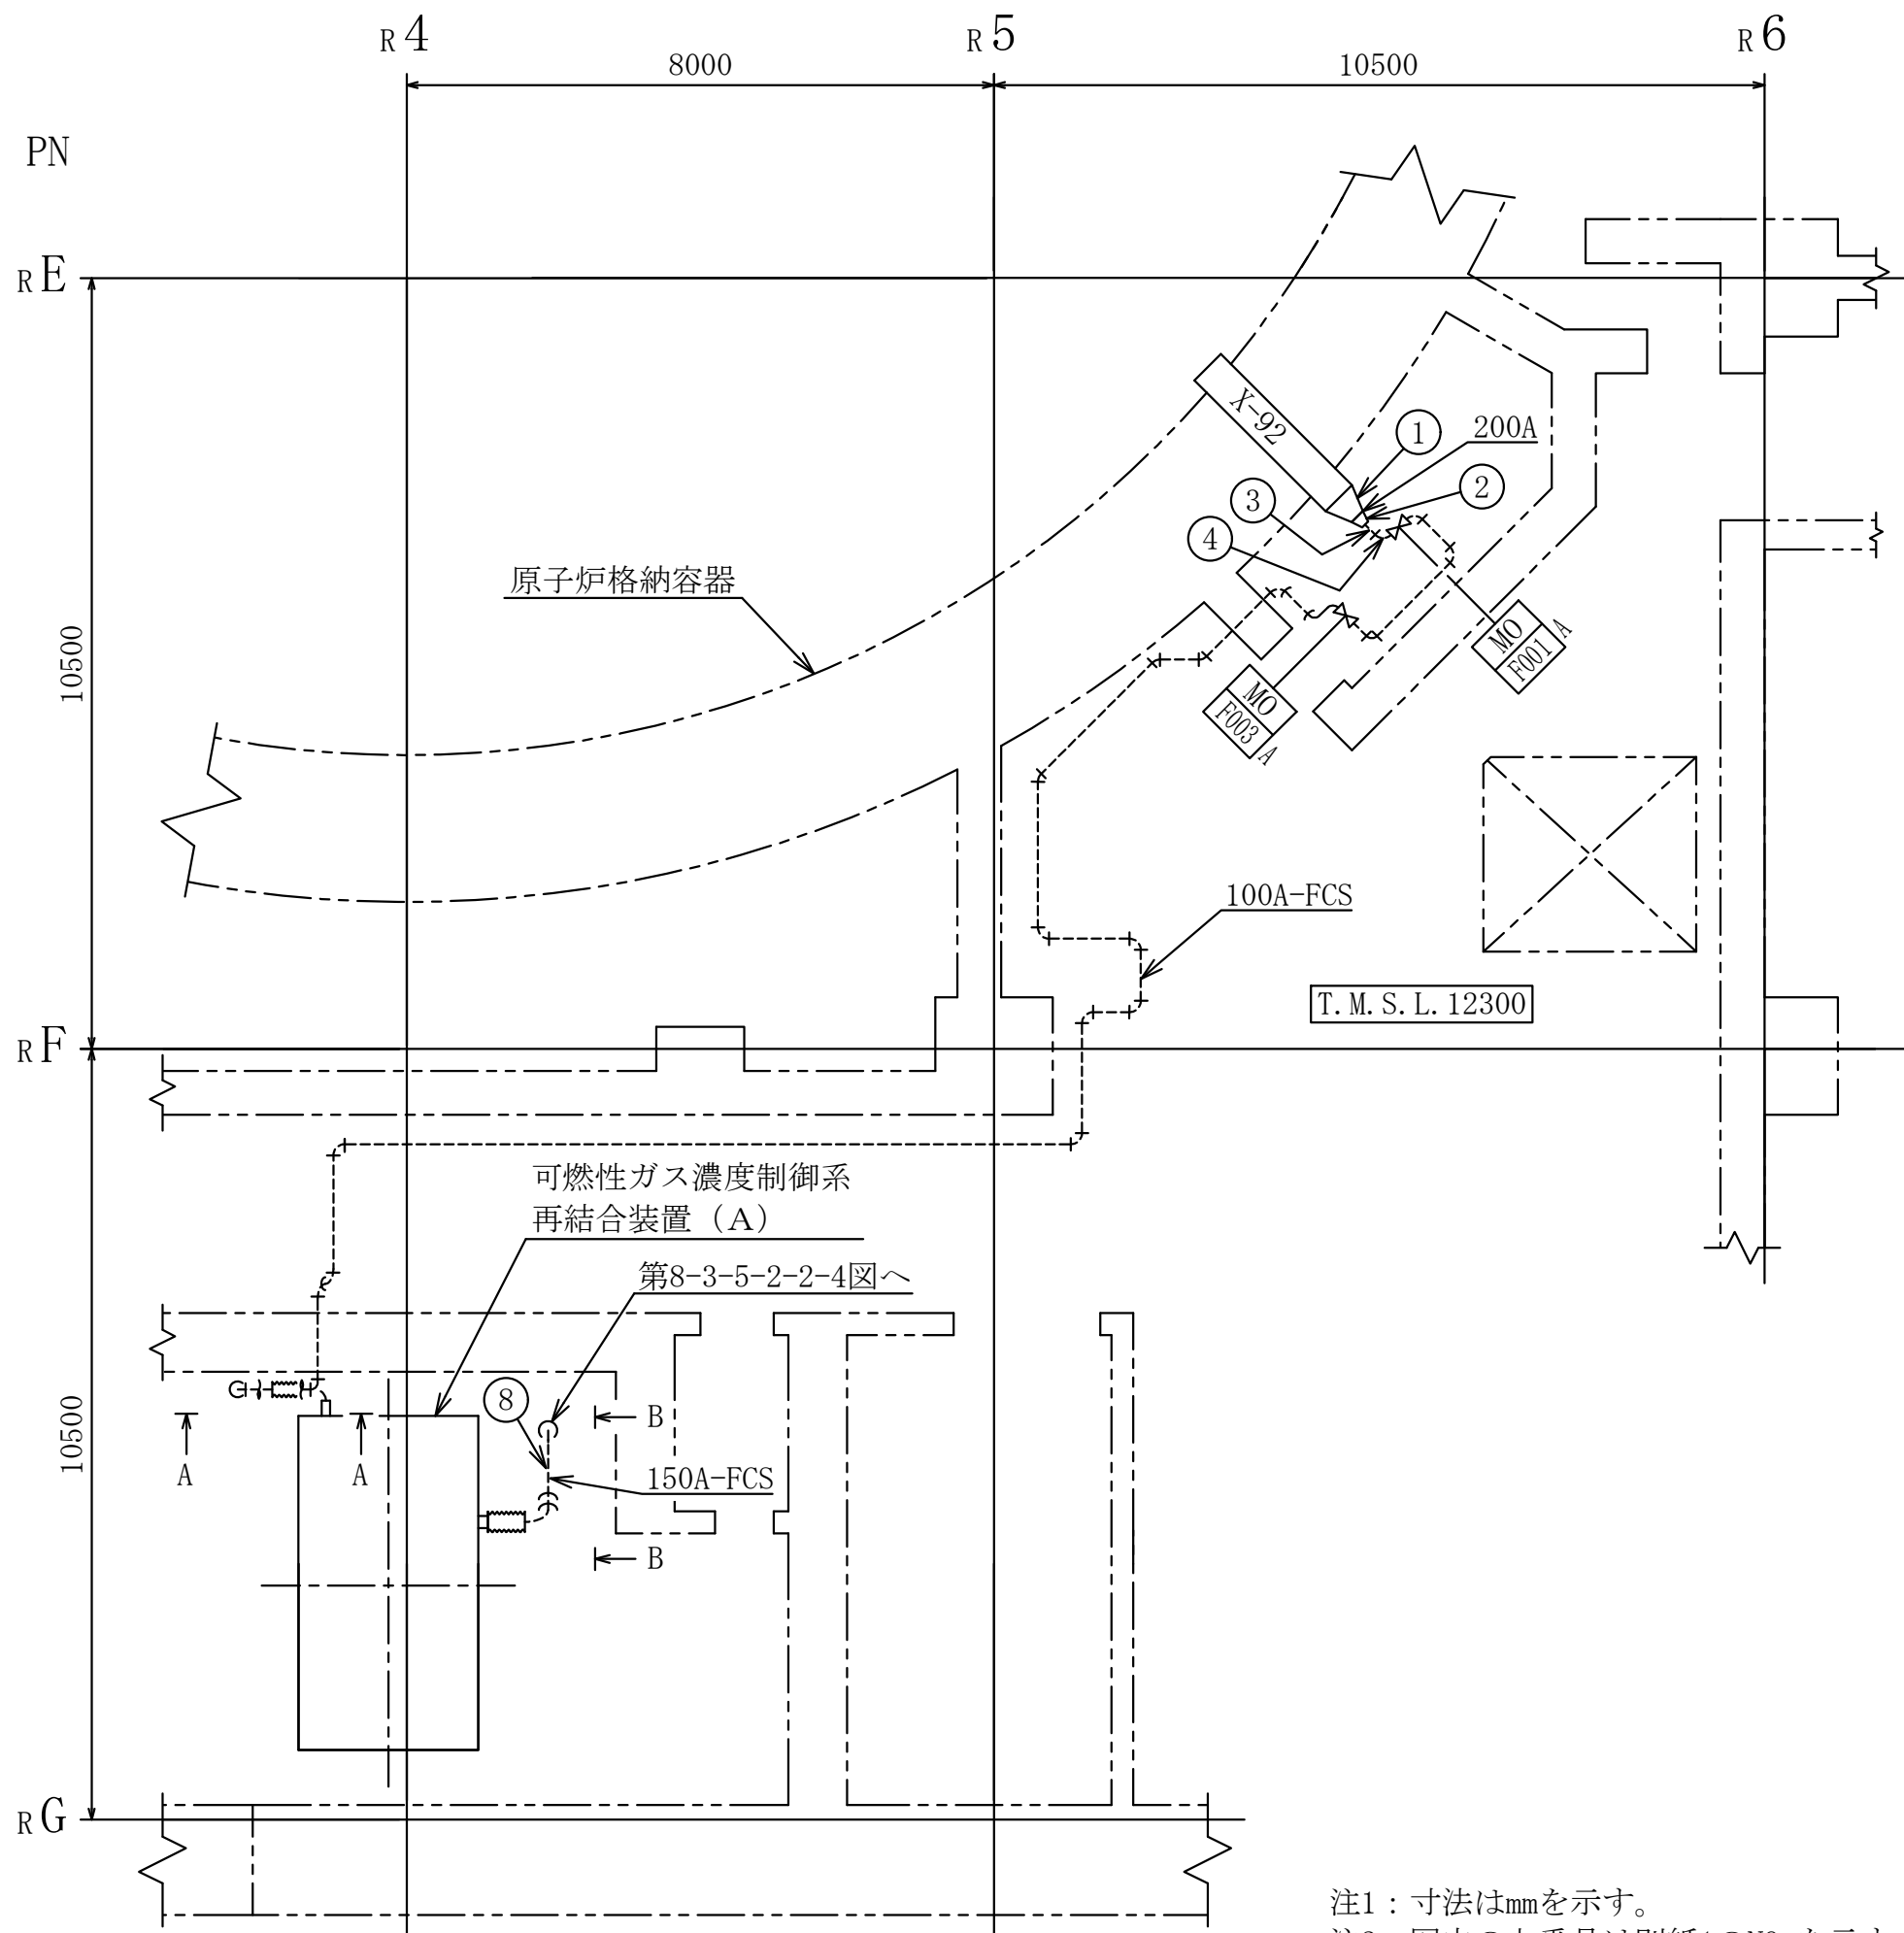 R4
R5
R6
8000
10500
PN
RE
X-92
1
200A
3
2
4
原子炉格納容器
10500
MO
F001
A
MO
F003
A
100A-FCS
T.M.S.L.12300
RF
可燃性ガス濃度制御系
再結合装置（A）
第8-3-5-2-2-4図へ
8
B
10500
A
A
150A-FCS
B
RG
注1：寸法はmmを示す。